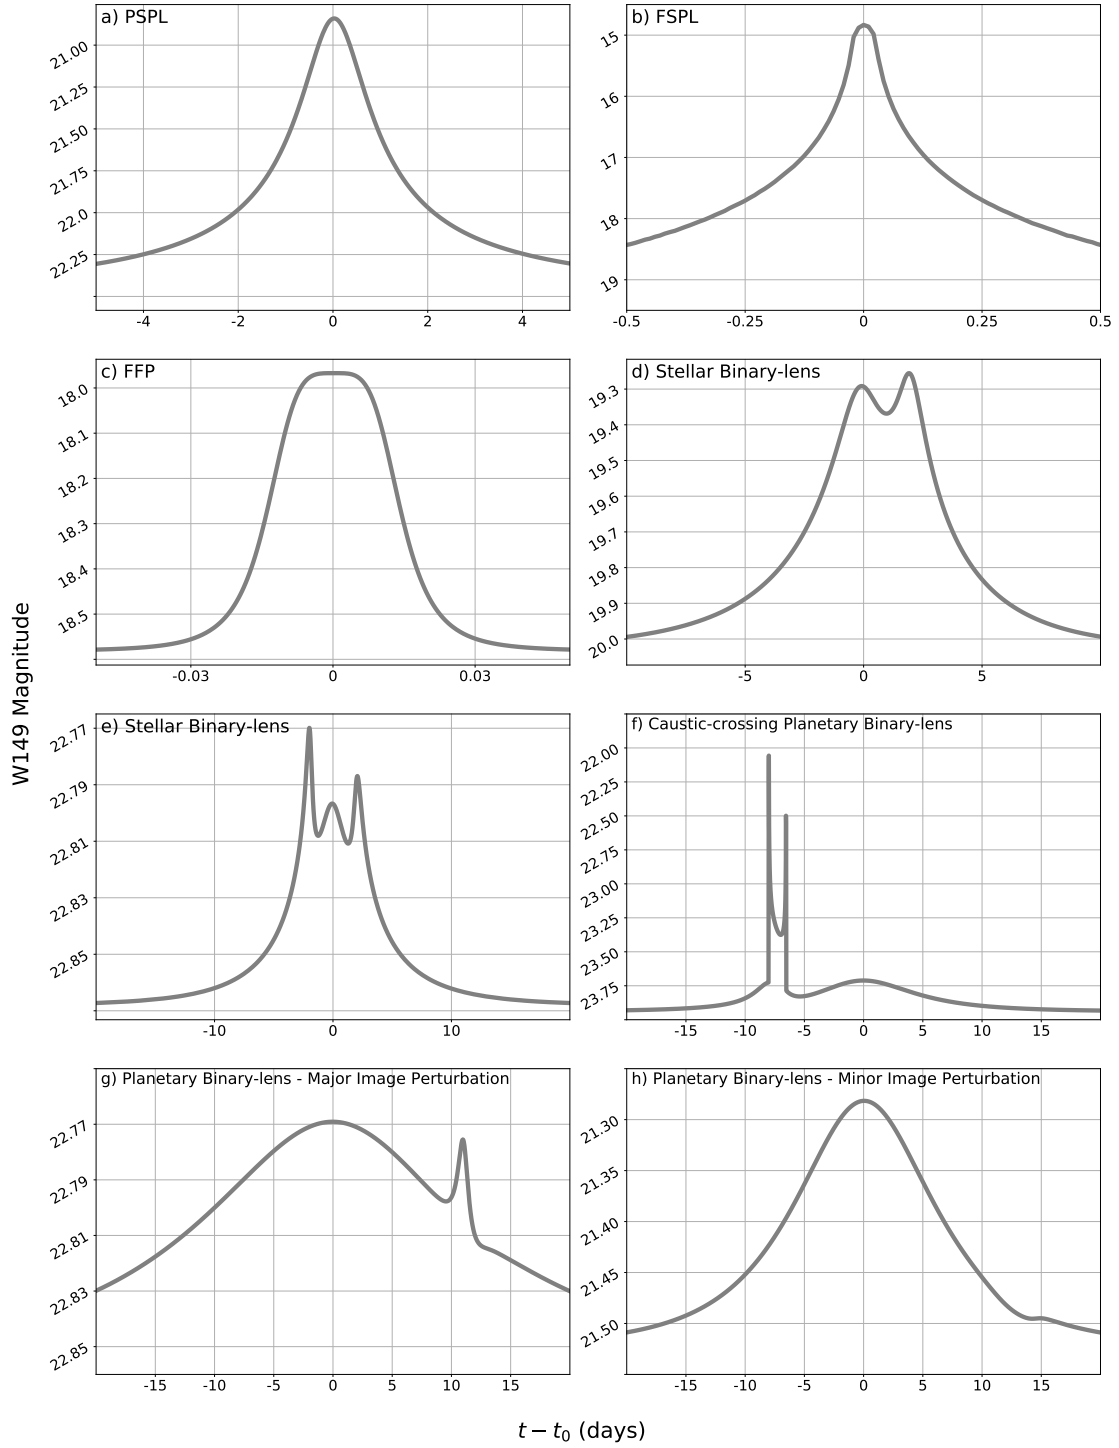 a) PSPL
21.00
21.25
21.50
21.75
22.0
22.25
-4 -2 0 2 4
b) FSPL
15
16
17
18
19
-0.5 -0.25 0 0.25 0.5
c) FFP
18.0
18.1
18.2
18.3
18.4
18.5
-0.03 0 0.03
d) Stellar Binary-lens
19.3
19.4
19.5
19.6
19.7
19.8
19.9
20.0
-5 0 5
W149 Magnitude
e) Stellar Binary-lens
22.77
22.79
22.81
22.83
22.85
-10 0 10
f) Caustic-crossing Planetary Binary-lens
22.00
22.25
22.50
22.75
23.00
23.25
23.50
23.75
-15 -10 -5 0 5 10 15
g) Planetary Binary-lens - Major Image Perturbation
22.77
22.79
22.81
22.83
22.85
-15 -10 -5 0 5 10 15
h) Planetary Binary-lens - Minor Image Perturbation
21.30
21.35
21.40
21.45
21.50
-15 -10 -5 0 5 10 15
t − t₀ (days)